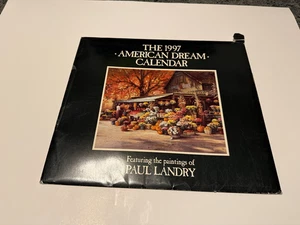 THE 1997
· AMERICAN DREAM ·
CALENDAR
Featuring the paintings of
PAUL LANDRY